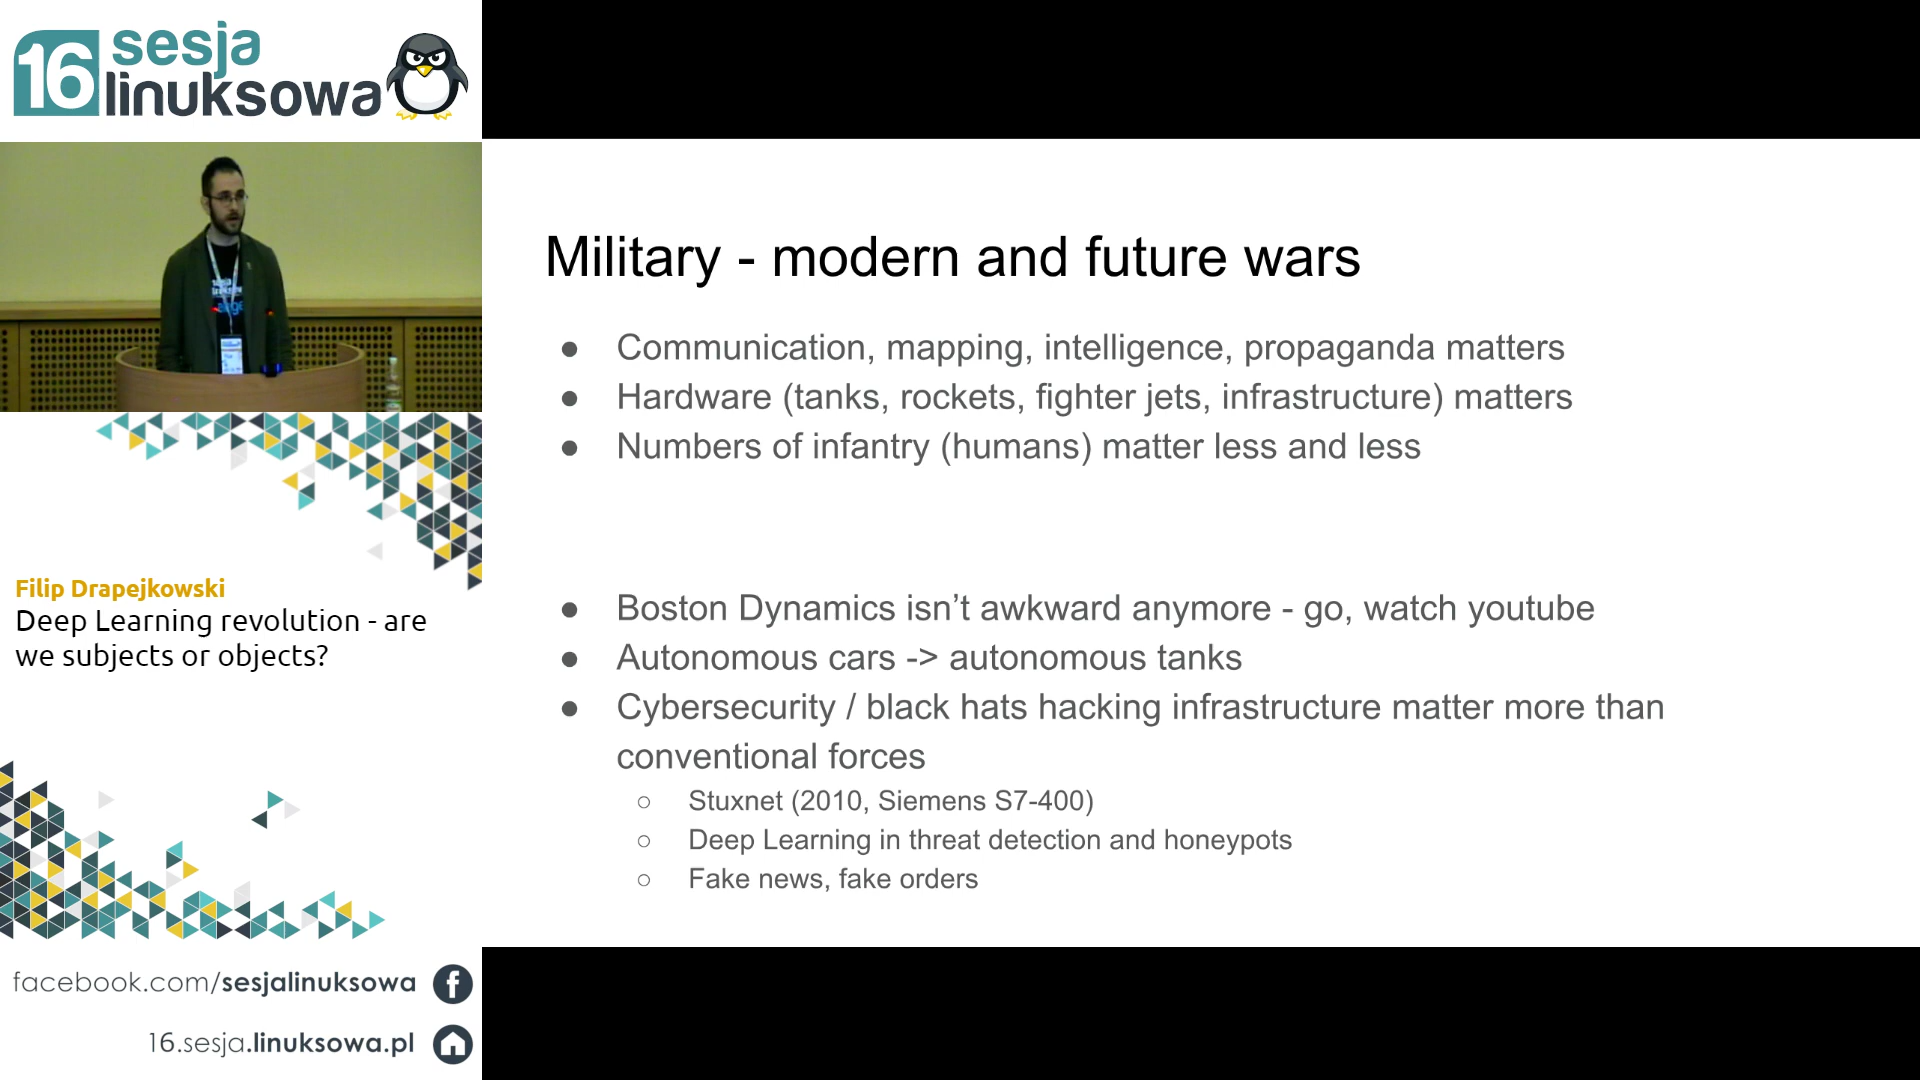 16 sesja
linuksowa
Filip Drapejkowski
Deep Learning revolution - are
we subjects or objects?
facebook.com/sesjalinuksowa
16.sesja.linuksowa.pl
Military - modern and future wars
● Communication, mapping, intelligence, propaganda matters
● Hardware (tanks, rockets, fighter jets, infrastructure) matters
● Numbers of infantry (humans) matter less and less
● Boston Dynamics isn’t awkward anymore - go, watch youtube
● Autonomous cars -> autonomous tanks
● Cybersecurity / black hats hacking infrastructure matter more than
conventional forces
○ Stuxnet (2010, Siemens S7-400)
○ Deep Learning in threat detection and honeypots
○ Fake news, fake orders